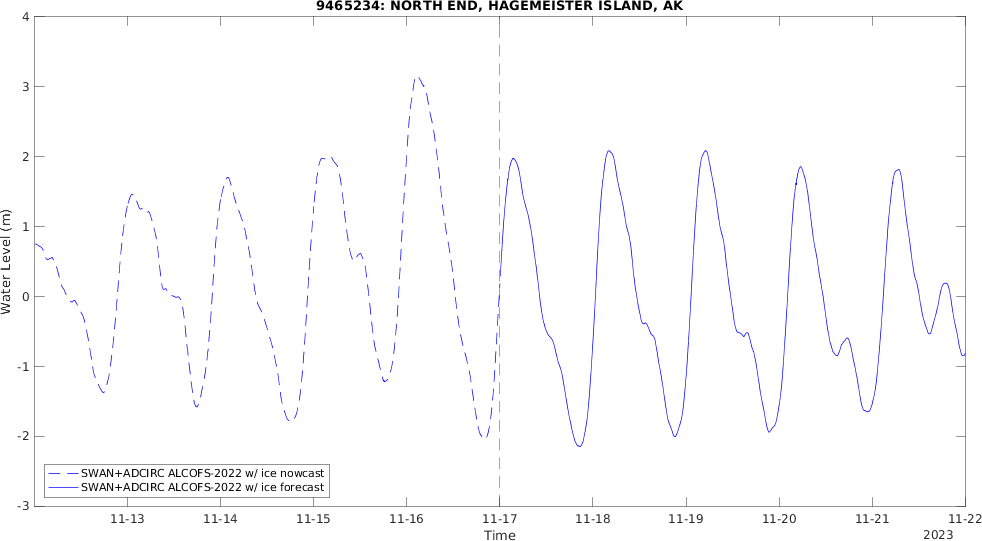 9465234: NORTH END, HAGEMEISTER ISLAND, AK
4
3
2
1
0
-1
-2
-3
Water Level (m)
SWAN+ADCIRC ALCOFS-2022 w/ ice nowcast
SWAN+ADCIRC ALCOFS-2022 w/ ice forecast
11-13 11-14 11-15 11-16 11-17 11-18 11-19 11-20 11-21 11-22
Time
2023